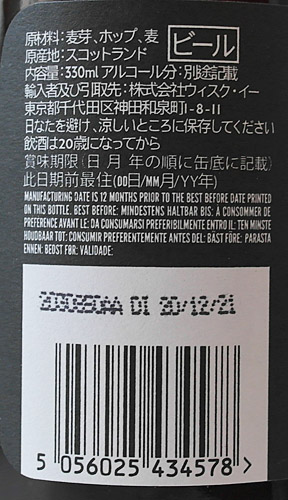 原材料:麦芽、ホップ、麦
ビール
原産地:スコットランド
内容量:330ml アルコール分:別途記載
輸入者及び引取先:株式会社ウィスク・イー
東京都千代田区神田和泉町1-8-11
日なたを避け、涼しいところに保存してください
飲酒は20歳になってから
賞味期限(日 月 年の順に缶底に記載)
此日期前最住(DD/MM月/YY年)
MANUFACTURING DATE IS 12 MONTHS PRIOR TO THE BEST BEFORE DATE PRINTED
ON THIS BOTTLE. BEST BEFORE: MINDESTENS HALTBAR BIS: À CONSOMMER DE
PREFERENCE AVANT LE: DA CONSUMARSI PREFERIBILMENTE ENTRO IL: TEN MINSTE
HOUDBAAR TOT: CONSUMIR PREFERENTEMENTE ANTES DEL: BÄST FÖRE: PARASTA
ENNEN: BEDST FØR: VALIDADE:
01 30/12/21
5 056025 434578 >